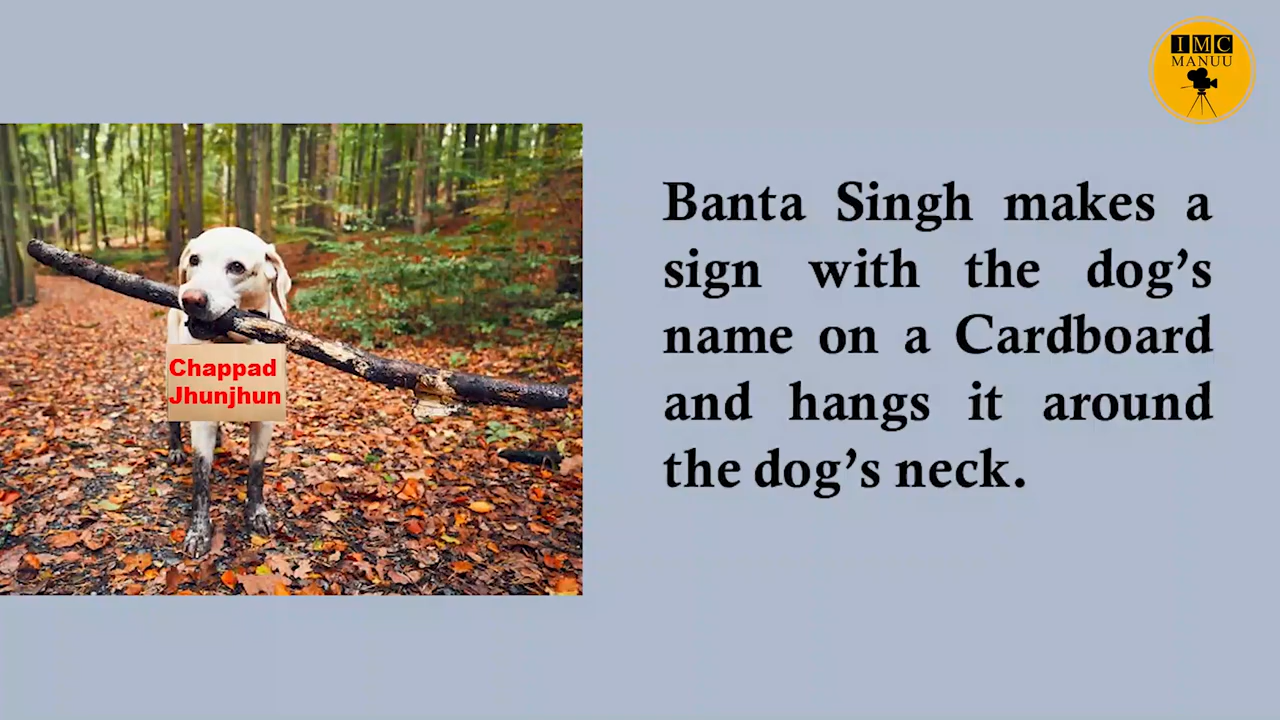 IMC
MANUU
Chappad
Jhunjhun
Banta Singh makes a
sign with the dog’s
name on a Cardboard
and hangs it around
the dog’s neck.